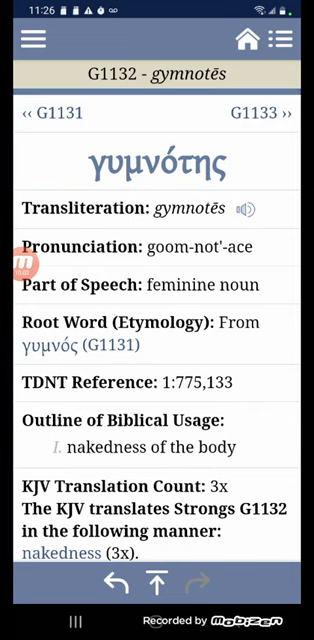 11:26
G1132 - gymnotēs
‹‹ G1131
G1133 ››
γυμνότης
Transliteration: gymnotēs
Pronunciation: goom-not'-ace
Part of Speech: feminine noun
Root Word (Etymology): From
γυμνός (G1131)
TDNT Reference: 1:775,133
Outline of Biblical Usage:
I. nakedness of the body
KJV Translation Count: 3x
The KJV translates Strongs G1132
in the following manner:
nakedness (3x).
Recorded by Mobizen